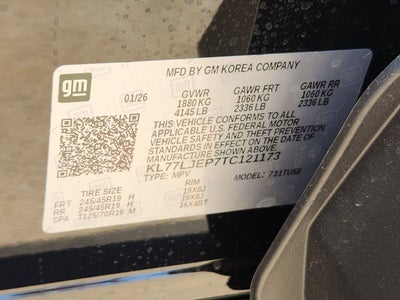 gm
MFD BY GM KOREA COMPANY
01/26
GVWR GAWR FRT GAWR RR
1880KG 1060 KG 1060 KG
4145 LB 2336 LB 2336 LB
THIS VEHICLE CONFORMS TO ALL
APPLICABLE U.S. FEDERAL MOTOR
VEHICLE SAFETY AND THEFT
PREVENTION STANDARDS IN EFFECT
ON THE DATE OF MANUFACTURE
SHOWN ABOVE.
KL77LJEP7TC121173
TYPE: MPV MODEL: 731TUS8
TIRE SIZE RIM
FRT 245/45R19 H 19X8J
RR 245/45R19 H 19X8J
SPA T125/70R16 M 16X4BT